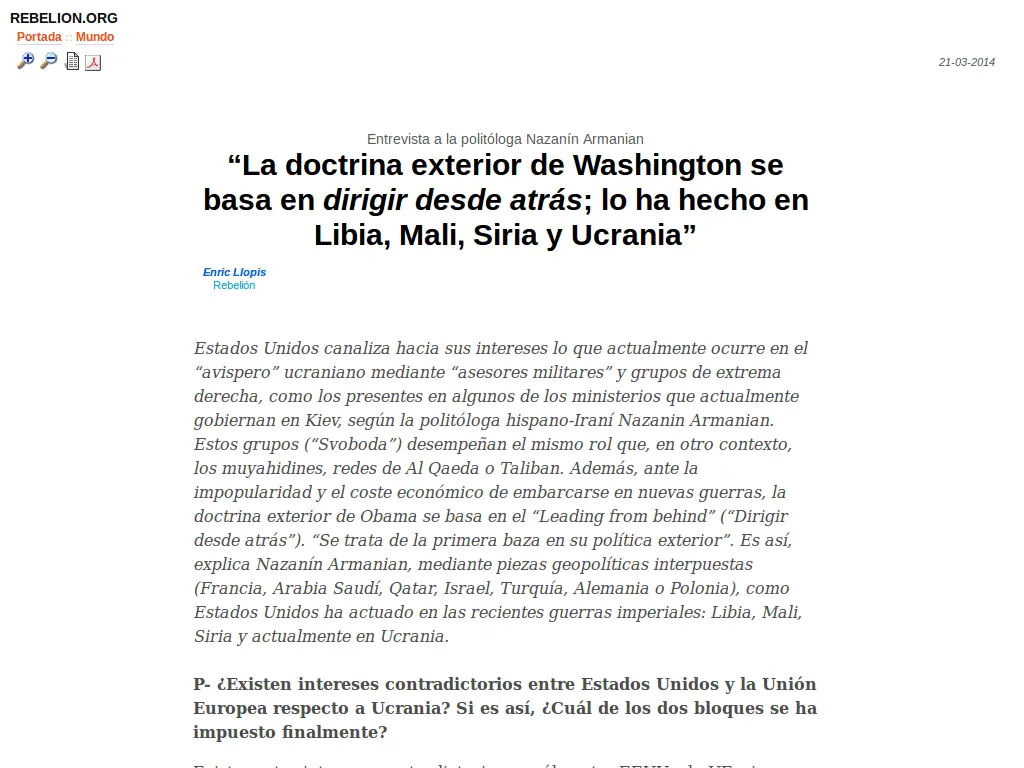 REBELION.ORG
Portada :: Mundo
21-03-2014
Entrevista a la politóloga Nazanín Armanian
“La doctrina exterior de Washington se
basa en dirigir desde atrás; lo ha hecho en
Libia, Mali, Siria y Ucrania”
Enric Llopis
Rebelión
Estados Unidos canaliza hacia sus intereses lo que actualmente ocurre en el
“avispero” ucraniano mediante “asesores militares” y grupos de extrema
derecha, como los presentes en algunos de los ministerios que actualmente
gobiernan en Kiev, según la politóloga hispano-Iraní Nazanin Armanian.
Estos grupos (“Svoboda”) desempeñan el mismo rol que, en otro contexto,
los muyahidines, redes de Al Qaeda o Taliban. Además, ante la
impopularidad y el coste económico de embarcarse en nuevas guerras, la
doctrina exterior de Obama se basa en el “Leading from behind” (“Dirigir
desde atrás”). “Se trata de la primera baza en su política exterior”. Es así,
explica Nazanín Armanian, mediante piezas geopolíticas interpuestas
(Francia, Arabia Saudí, Qatar, Israel, Turquía, Alemania o Polonia), como
Estados Unidos ha actuado en las recientes guerras imperiales: Libia, Mali,
Siria y actualmente en Ucrania.
P- ¿Existen intereses contradictorios entre Estados Unidos y la Unión
Europea respecto a Ucrania? Si es así, ¿Cuál de los dos bloques se ha
impuesto finalmente?